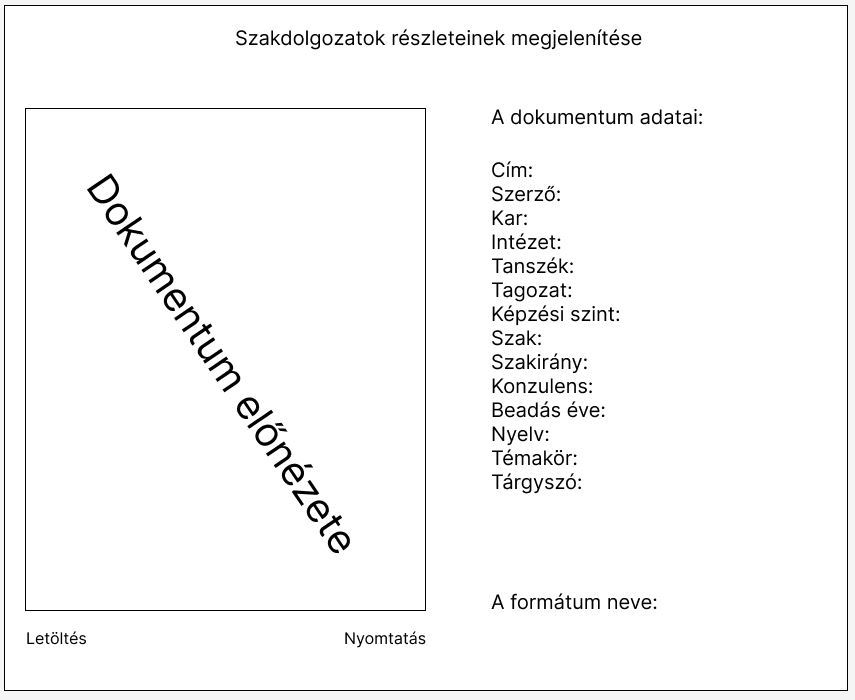 Szakdolgozatok részleteinek megjelenítése
Dokumentum előnézete
Letöltés
Nyomtatás
A dokumentum adatai:
Cím:
Szerző:
Kar:
Intézet:
Tanszék:
Tagozat:
Képzési szint:
Szak:
Szakirány:
Konzulens:
Beadás éve:
Nyelv:
Témakör:
Tárgyszó:
A formátum neve: